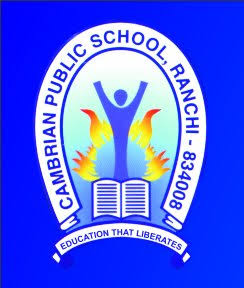 CAMBRIAN PUBLIC SCHOOL, RANCHI - 834008
EDUCATION THAT LIBERATES